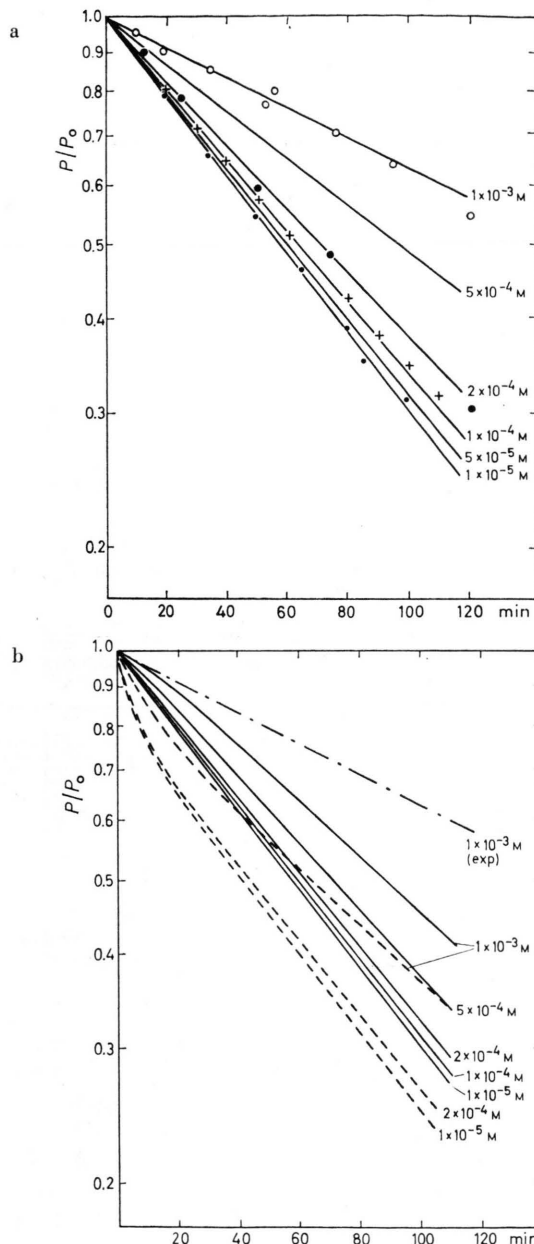 a
1.0
0.9
0.8
0.7
0.6
0.5
0.4
0.3
0.2
P/Po
1×10⁻³ M
5×10⁻⁴ M
2×10⁻⁴ M
1×10⁻⁴ M
5×10⁻⁵ M
1×10⁻⁵ M
0 20 40 60 80 100 120 min
b
1.0
0.9
0.8
0.7
0.6
0.5
0.4
0.3
0.2
P/Po
1×10⁻³ M
(exp)
1×10⁻³ M
5×10⁻⁴ M
2×10⁻⁴ M
1×10⁻⁴ M
1×10⁻⁵ M
2×10⁻⁴ M
1×10⁻⁵ M
20 40 60 80 100 120 min